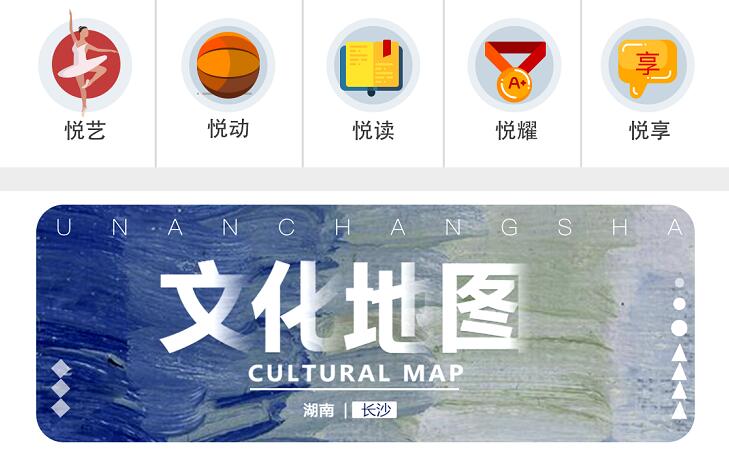 A+
享
悦艺 悦动 悦读 悦耀 悦享
UNANCHANGSHA
文化地图
CULTURAL MAP
湖南 | 长沙